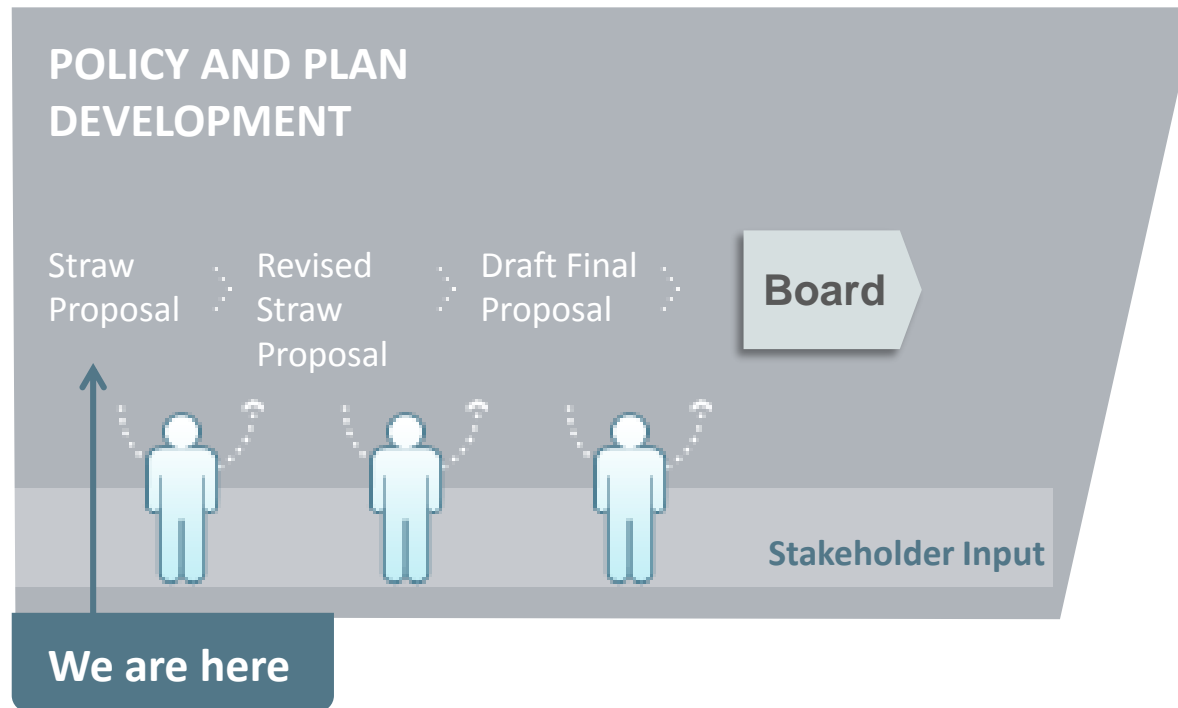 POLICY AND PLAN
DEVELOPMENT
Straw
Proposal
Revised
Straw
Proposal
Draft Final
Proposal
Board
Stakeholder Input
We are here